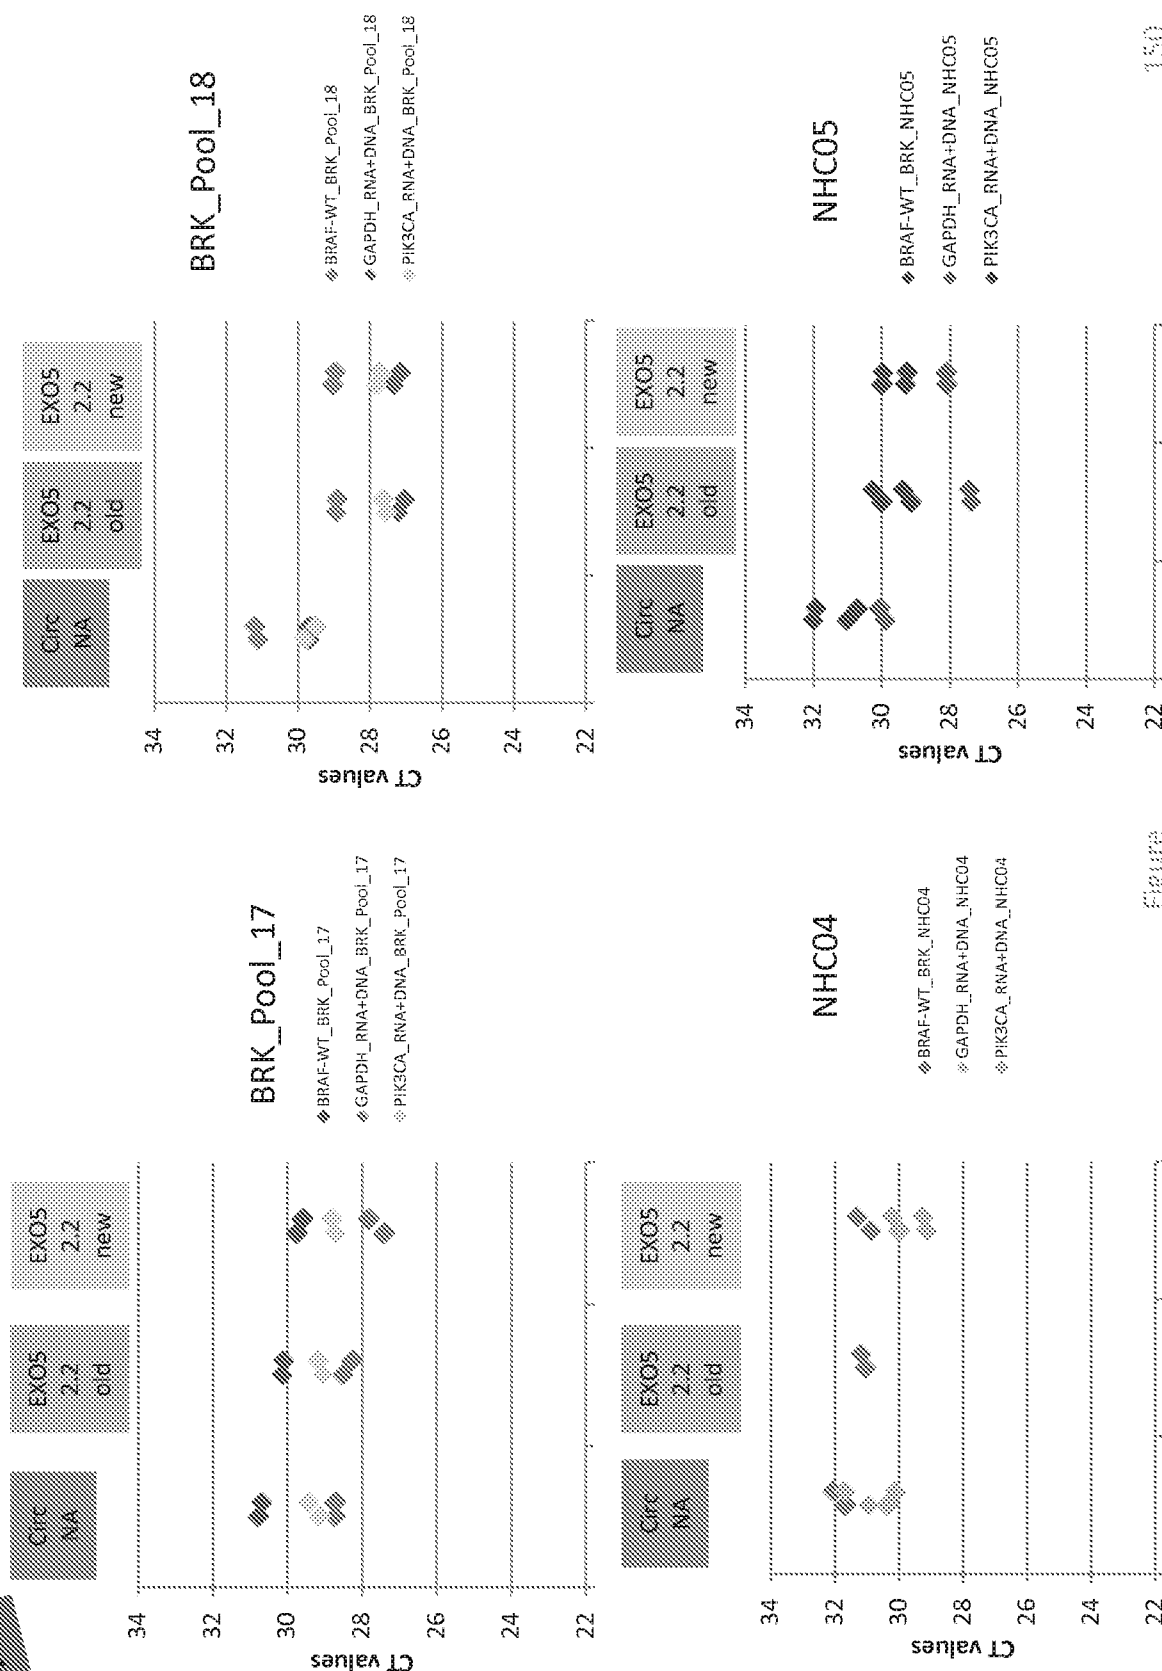 BRK_Pool_17
Circ
NA
EXO5
2.2
old
EXO5
2.2
new
34
32
30
28
26
24
22
CT values
BRAF-WT_BRK_Pool_17
GAPDH_RNA+DNA_BRK_Pool_17
PIK3CA_RNA+DNA_BRK_Pool_17
BRK_Pool_18
Circ
NA
EXO5
2.2
old
EXO5
2.2
new
34
32
30
28
26
24
22
CT values
BRAF-WT_BRK_Pool_18
GAPDH_RNA+DNA_BRK_Pool_18
PIK3CA_RNA+DNA_BRK_Pool_18
NHC04
Circ
NA
EXO5
2.2
old
EXO5
2.2
new
34
32
30
28
26
24
22
CT values
BRAF-WT_BRK_NHC04
GAPDH_RNA+DNA_NHC04
PIK3CA_RNA+DNA_NHC04
NHC05
Circ
NA
EXO5
2.2
old
EXO5
2.2
new
34
32
30
28
26
24
22
CT values
BRAF-WT_BRK_NHC05
GAPDH_RNA+DNA_NHC05
PIK3CA_RNA+DNA_NHC05
Figure
15D